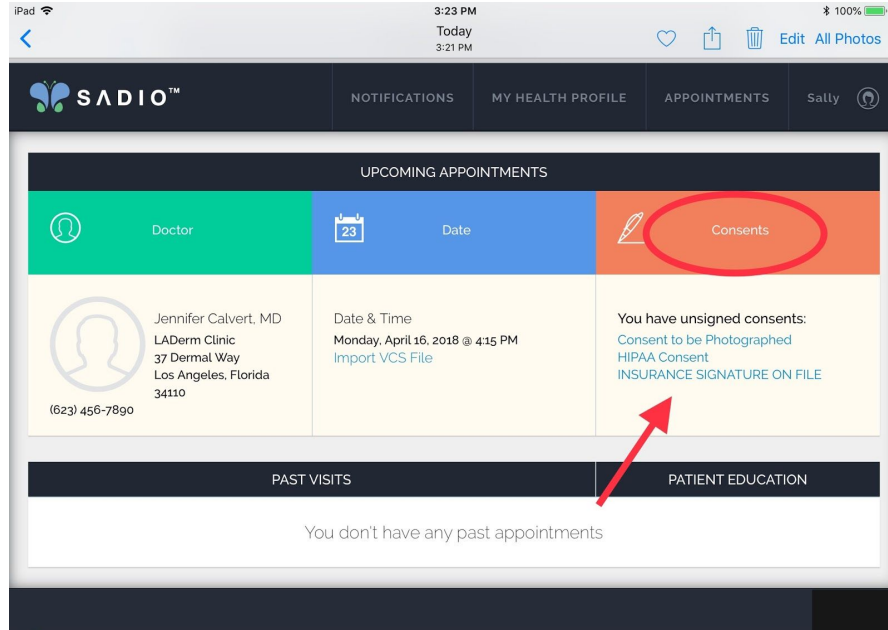 iPad 3:23 PM 100%
Today
3:21 PM
Edit All Photos
SADIO™ NOTIFICATIONS MY HEALTH PROFILE APPOINTMENTS Sally
UPCOMING APPOINTMENTS
Doctor 23 Date Consents
Jennifer Calvert, MD
LADerm Clinic
37 Dermal Way
Los Angeles, Florida
34110
(623) 456-7890
Date & Time
Monday, April 16, 2018 @ 4:15 PM
Import VCS File
You have unsigned consents:
Consent to be Photographed
HIPAA Consent
INSURANCE SIGNATURE ON FILE
PAST VISITS PATIENT EDUCATION
You don't have any past appointments